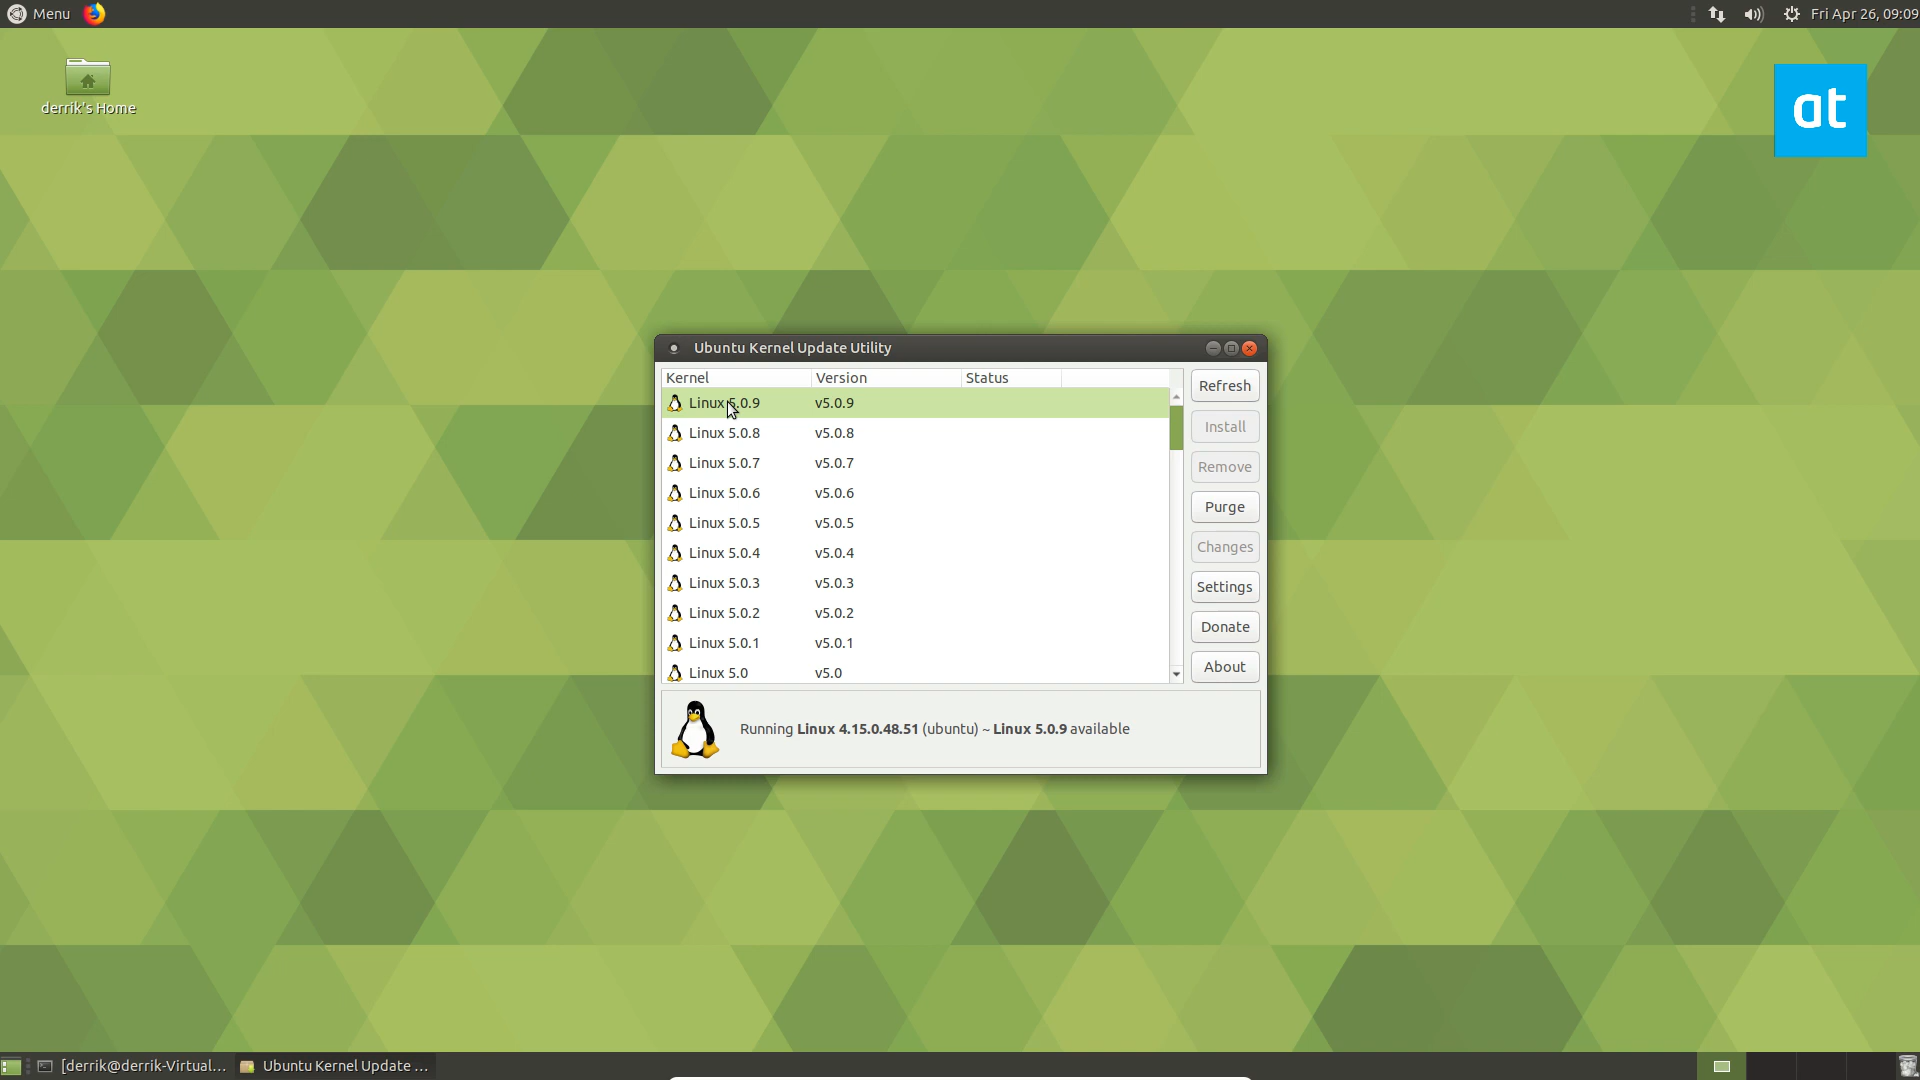 Menu
Fri Apr 26, 09:09
derrik's Home
at
Ubuntu Kernel Update Utility
Kernel Version Status
Linux 5.0.9 v5.0.9
Linux 5.0.8 v5.0.8
Linux 5.0.7 v5.0.7
Linux 5.0.6 v5.0.6
Linux 5.0.5 v5.0.5
Linux 5.0.4 v5.0.4
Linux 5.0.3 v5.0.3
Linux 5.0.2 v5.0.2
Linux 5.0.1 v5.0.1
Linux 5.0 v5.0
Refresh
Install
Remove
Purge
Changes
Settings
Donate
About
Running Linux 4.15.0.48.51 (ubuntu) ~ Linux 5.0.9 available
[derrik@derrik-Virtual...
Ubuntu Kernel Update ...